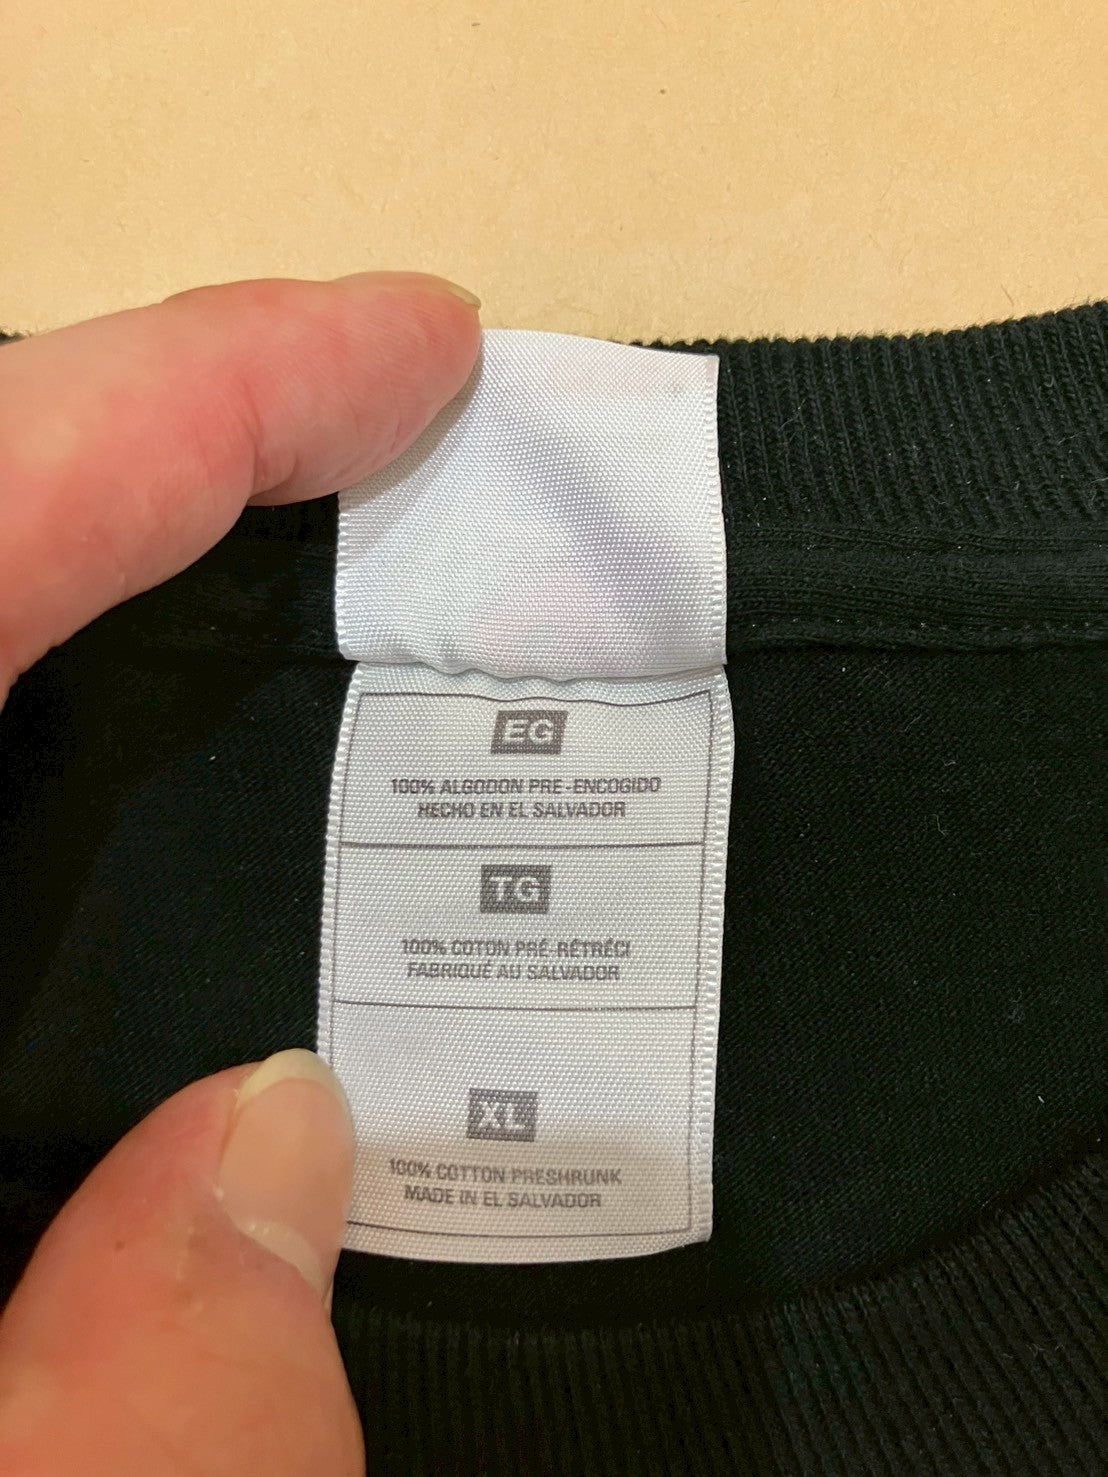 EG
100% ALGODON PRE-ENCOGIDO
HECHO EN EL SALVADOR
TG
100% COTON PRÉ-RÉTRÉCI
FABRIQUÉ AU SALVADOR
XL
100% COTTON PRESHRUNK
MADE IN EL SALVADOR